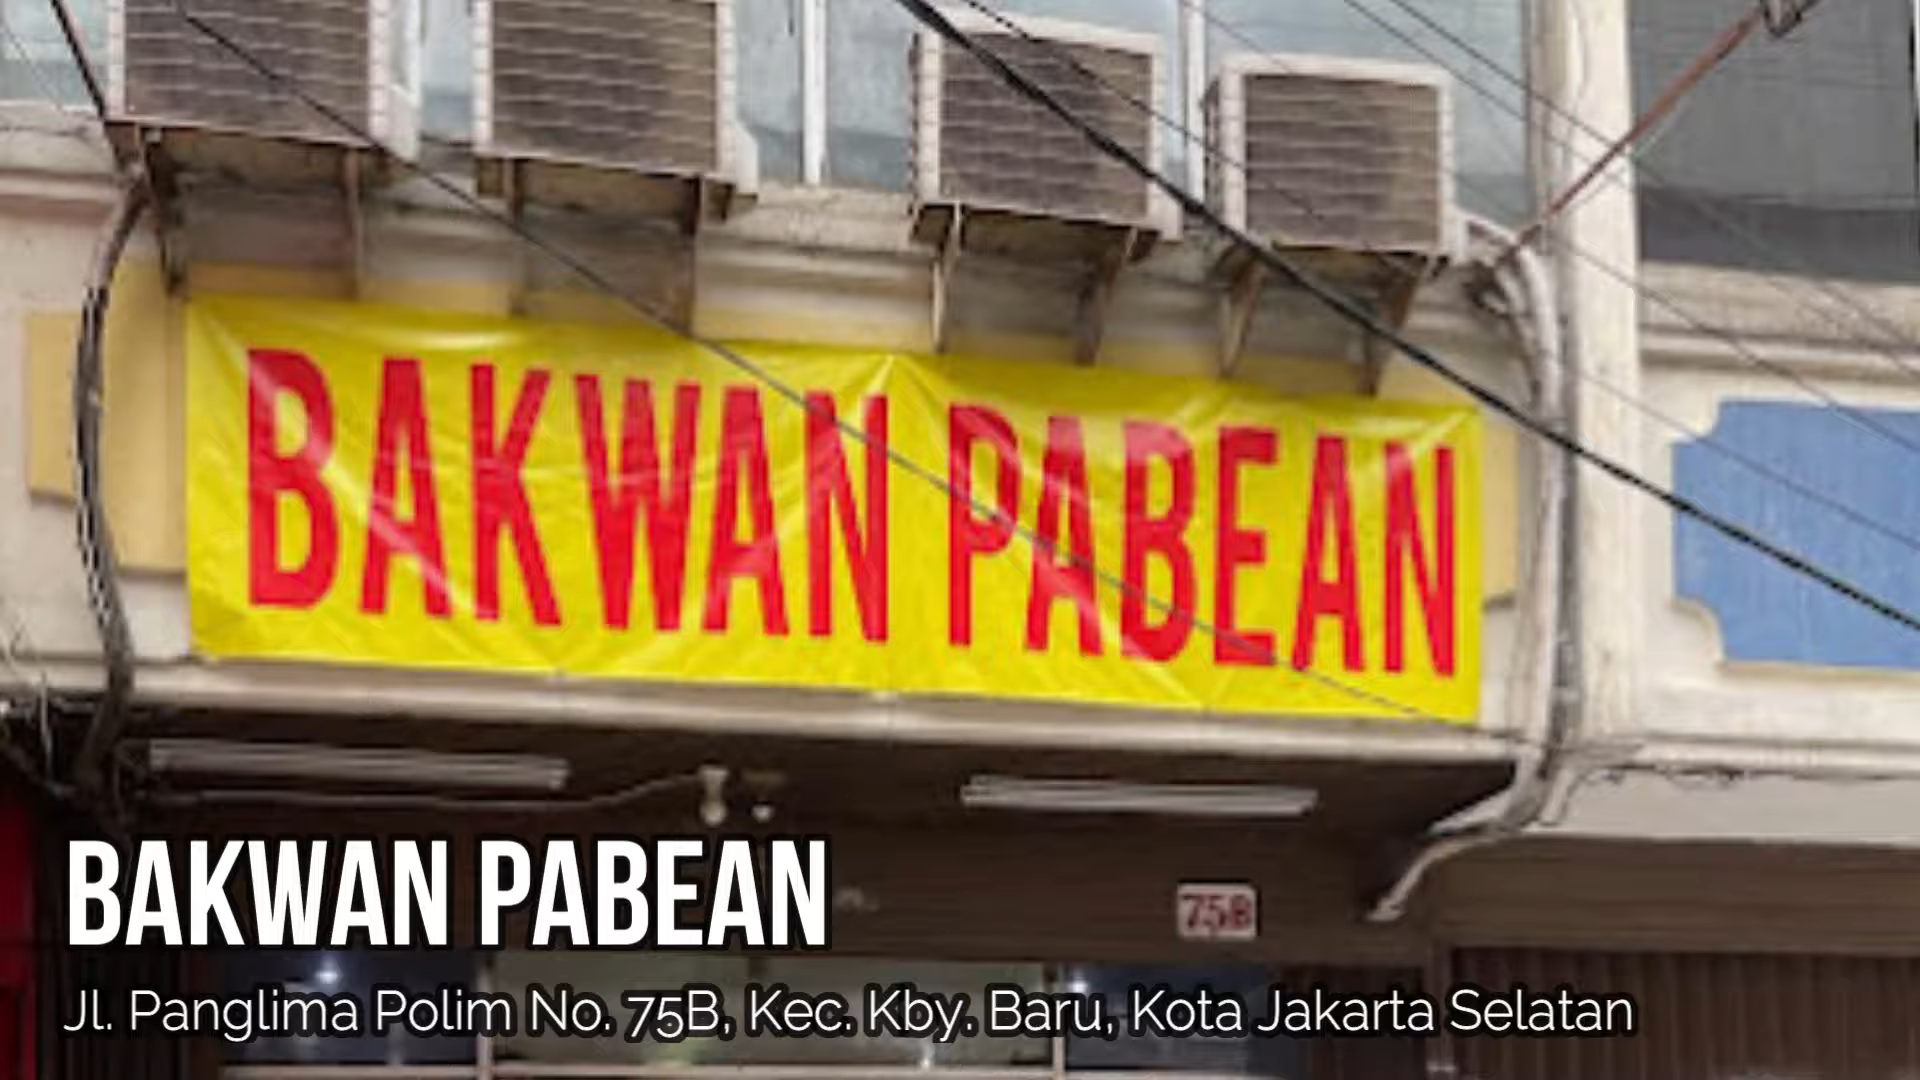 BAKWAN PABEAN
75B
BAKWAN PABEAN
Jl. Panglima Polim No. 75B, Kec. Kby. Baru, Kota Jakarta Selatan